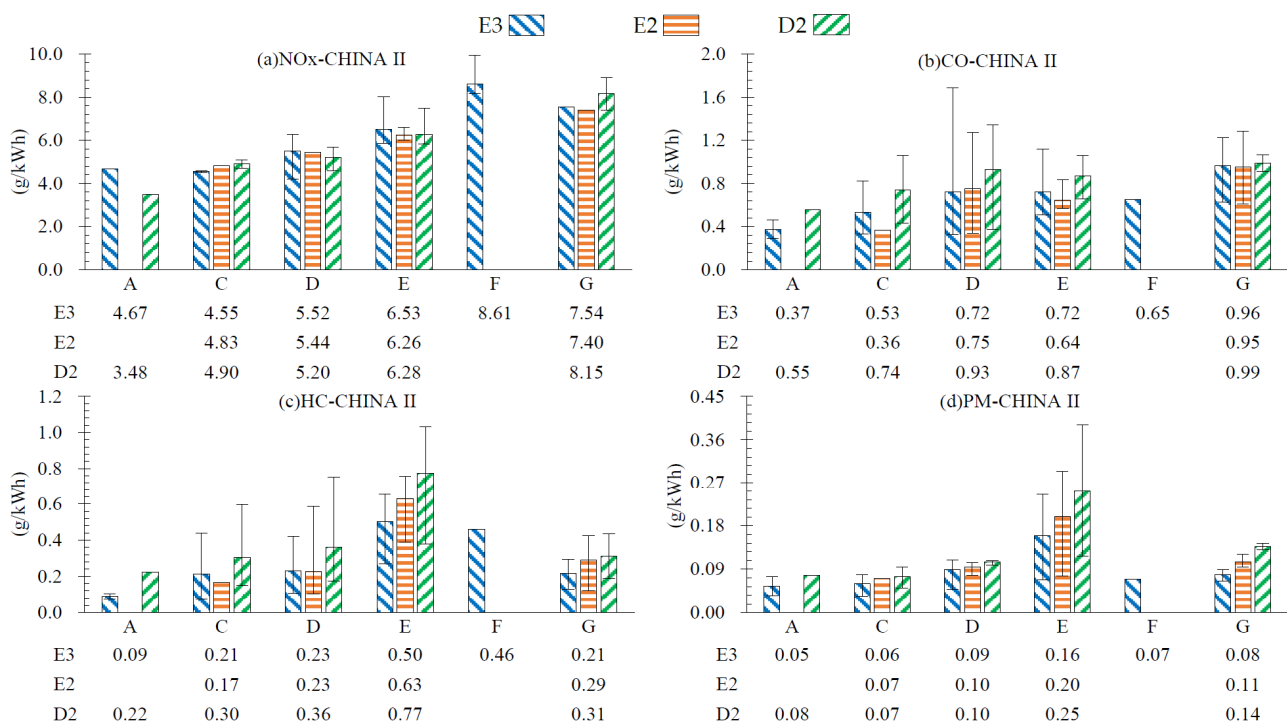 E3 E2 D2
(a)NOx-CHINA II
10.0
8.0
6.0
4.0
2.0
0.0
(g/kWh)
A C D E F G
E3 4.67 4.55 5.52 6.53 8.61 7.54
E2 4.83 5.44 6.26 7.40
D2 3.48 4.90 5.20 6.28 8.15
(b)CO-CHINA II
2.0
1.6
1.2
0.8
0.4
0.0
(g/kWh)
A C D E F G
E3 0.37 0.53 0.72 0.72 0.65 0.96
E2 0.36 0.75 0.64 0.95
D2 0.55 0.74 0.93 0.87 0.99
(c)HC-CHINA II
1.2
1.0
0.8
0.6
0.4
0.2
0.0
(g/kWh)
A C D E F G
E3 0.09 0.21 0.23 0.50 0.46 0.21
E2 0.17 0.23 0.63 0.29
D2 0.22 0.30 0.36 0.77 0.31
(d)PM-CHINA II
0.45
0.36
0.27
0.18
0.09
0.00
(g/kWh)
A C D E F G
E3 0.05 0.06 0.09 0.16 0.07 0.08
E2 0.07 0.10 0.20 0.11
D2 0.08 0.07 0.10 0.25 0.14